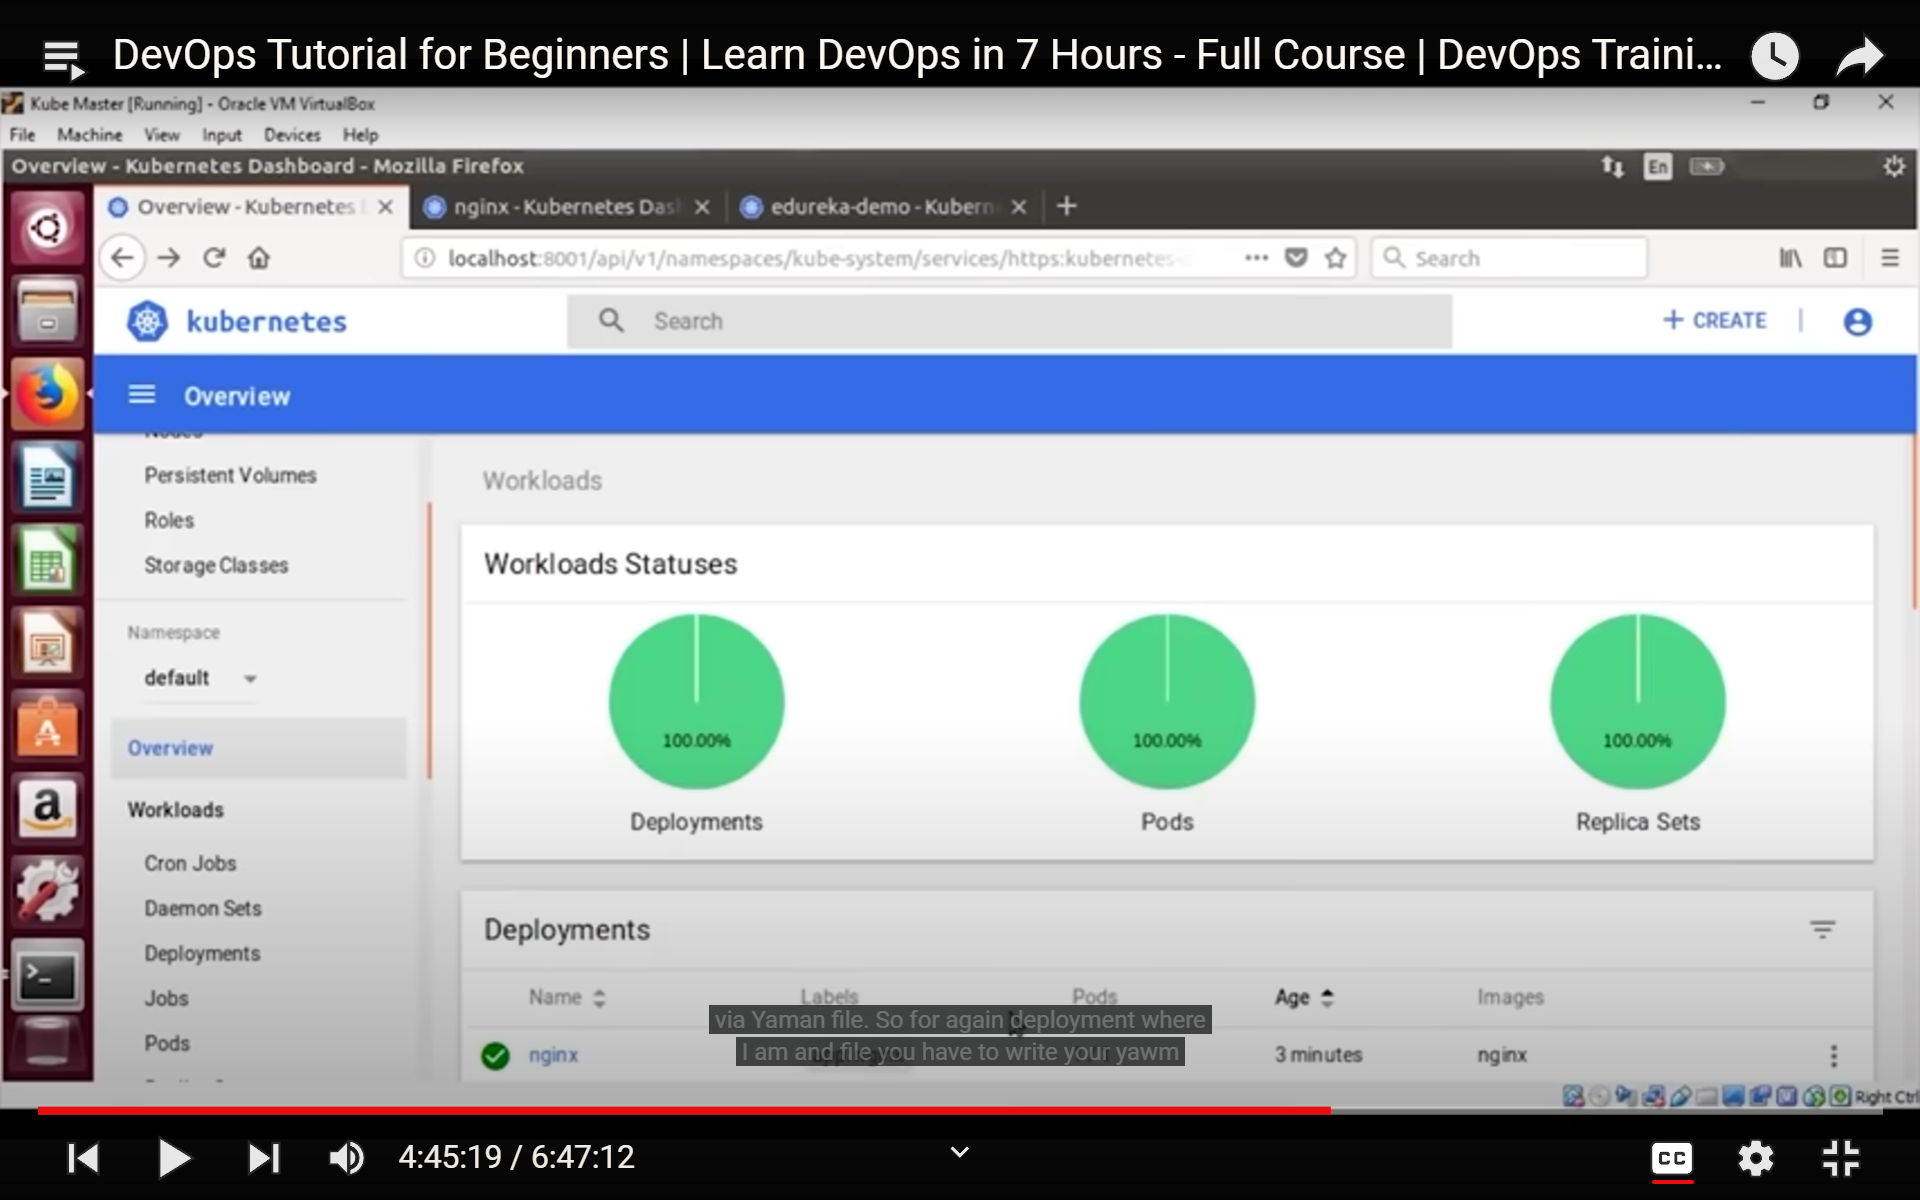 DevOps Tutorial for Beginners | Learn DevOps in 7 Hours - Full Course | DevOps Traini...
Kube Master [Running] - Oracle VM VirtualBox
File Machine View Input Devices Help
Overview - Kubernetes Dashboard - Mozilla Firefox
En
Overview - Kubernetes
nginx - Kubernetes Das
edureka-demo - Kubern
localhost:8001/api/v1/namespaces/kube-system/services/https:kubernetes-
Search
kubernetes
Search
+ CREATE
Overview
Nodes
Persistent Volumes
Roles
Storage Classes
Namespace
default
Overview
Workloads
Cron Jobs
Daemon Sets
Deployments
Jobs
Pods
Workloads
Workloads Statuses
100.00%
100.00%
100.00%
Deployments
Pods
Replica Sets
Deployments
Name Labels Pods Age Images
nginx 3 minutes nginx
via Yaman file. So for again deployment where
I am and file you have to write your yawm
Right Ctrl
4:45:19 / 6:47:12
CC